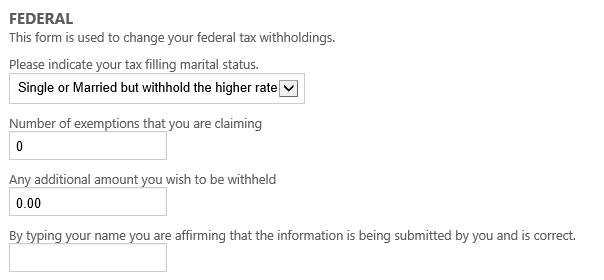 FEDERAL
This form is used to change your federal tax withholdings.
Please indicate your tax filling marital status.
Single or Married but withhold the higher rate
Number of exemptions that you are claiming
0
Any additional amount you wish to be withheld
0.00
By typing your name you are affirming that the information is being submitted by you and is correct.